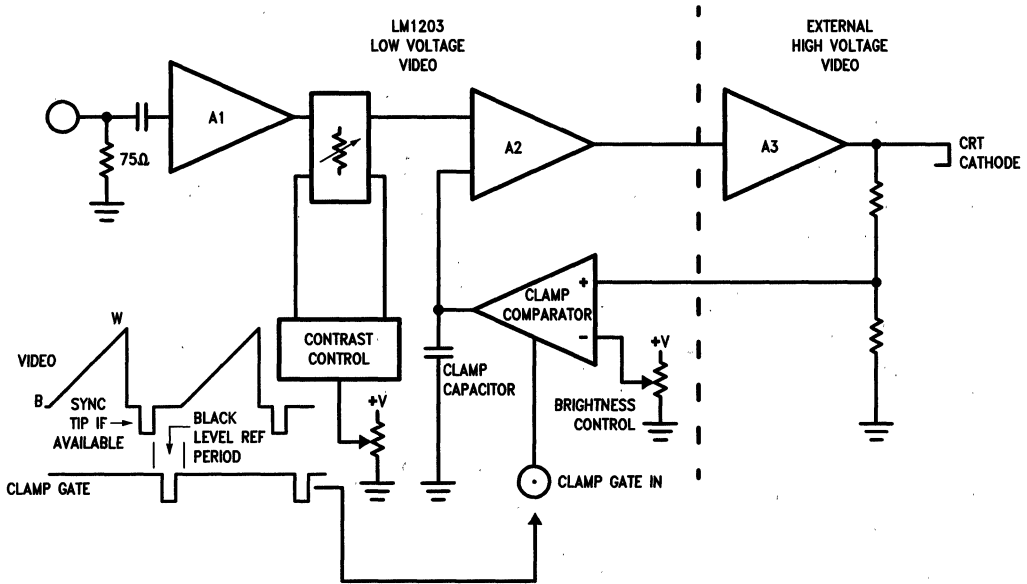 LM1203
LOW VOLTAGE
VIDEO
EXTERNAL
HIGH VOLTAGE
VIDEO
A1
A2
A3
75Ω
CRT
CATHODE
CLAMP
COMPARATOR
+
−
CONTRAST
CONTROL
CLAMP
CAPACITOR
+V
BRIGHTNESS
CONTROL
+V
W
VIDEO
B
SYNC
TIP IF
AVAILABLE
BLACK
LEVEL REF
PERIOD
CLAMP GATE
CLAMP GATE IN